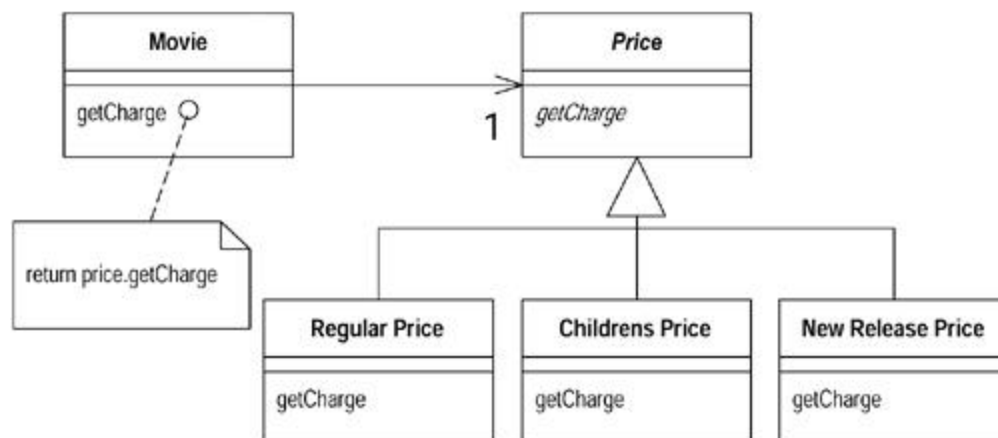 Movie
Price
getCharge
1
getCharge
return price.getCharge
Regular Price
Childrens Price
New Release Price
getCharge
getCharge
getCharge